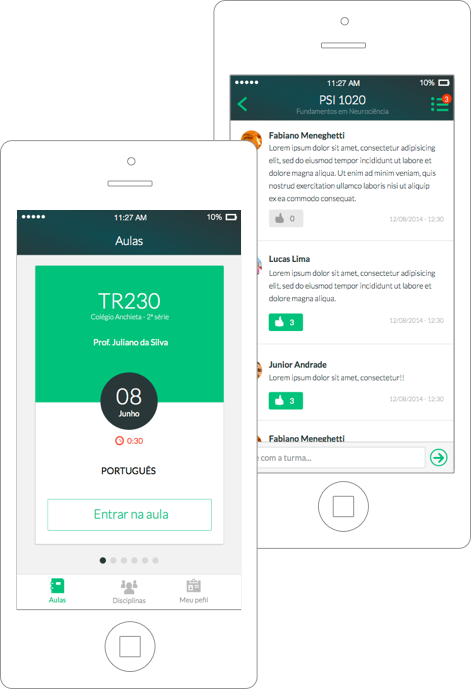 11:27 AM
10%
PSI 1020
3
Fundamentos em Neurociência
Fabiano Meneghetti
Lorem ipsum dolor sit amet, consectetur adipisicing
elit, sed do eiusmod tempor incididunt ut labore et
dolore magna aliqua. Ut enim ad minim veniam, quis
nostrud exercitation ullamco laboris nisi ut aliquip
ex ea commodo consequat.
0
12/08/2014 - 12:30
Lucas Lima
Lorem ipsum dolor sit amet, consectetur adipisicing
elit, sed do eiusmod tempor incididunt ut labore et
dolore magna aliqua.
3
12/08/2014 - 12:30
Junior Andrade
Lorem ipsum dolor sit amet, consectetur!!
3
12/08/2014 - 12:30
Fabiano Meneghetti
com a turma...
11:27 AM
10%
Aulas
TR230
Colégio Anchieta - 2ª série
Prof. Juliano da Silva
08
Junho
0:30
PORTUGUÊS
Entrar na aula
Aulas
Disciplinas
Meu pefil